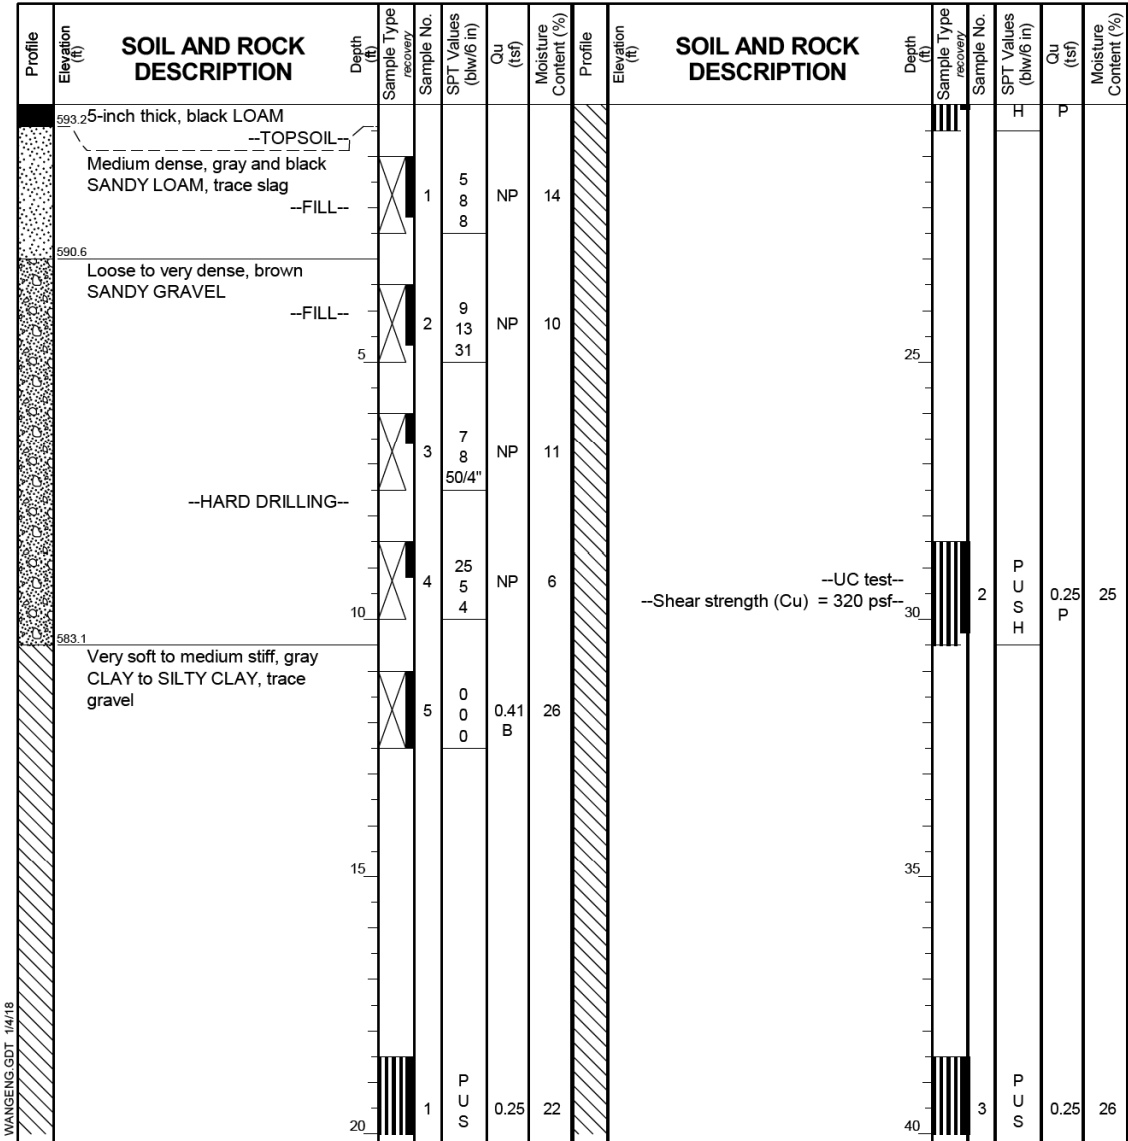 Profile
Elevation
(ft)
SOIL AND ROCK
DESCRIPTION
Depth
(ft)
Sample Type
recovery
Sample No.
SPT Values
(blw/6 in)
Qu
(tsf)
Moisture
Content (%)
Profile
Elevation
(ft)
SOIL AND ROCK
DESCRIPTION
Depth
(ft)
Sample Type
recovery
Sample No.
SPT Values
(blw/6 in)
Qu
(tsf)
Moisture
Content (%)
593.2
5-inch thick, black LOAM
--TOPSOIL--
Medium dense, gray and black
SANDY LOAM, trace slag
--FILL--
1
5
8
8
NP
14
590.6
Loose to very dense, brown
SANDY GRAVEL
--FILL--
2
9
13
31
NP
10
5
3
7
8
50/4"
NP
11
--HARD DRILLING--
4
25
5
4
NP
6
10
583.1
Very soft to medium stiff, gray
CLAY to SILTY CLAY, trace
gravel
5
0
0
0
0.41
B
26
15
1
P
U
S
0.25
22
20
H
P
25
--UC test--
--Shear strength (Cu) = 320 psf--
2
P
U
S
H
0.25
P
25
30
35
3
P
U
S
0.25
26
40
WANGENG.GDT 1/4/18